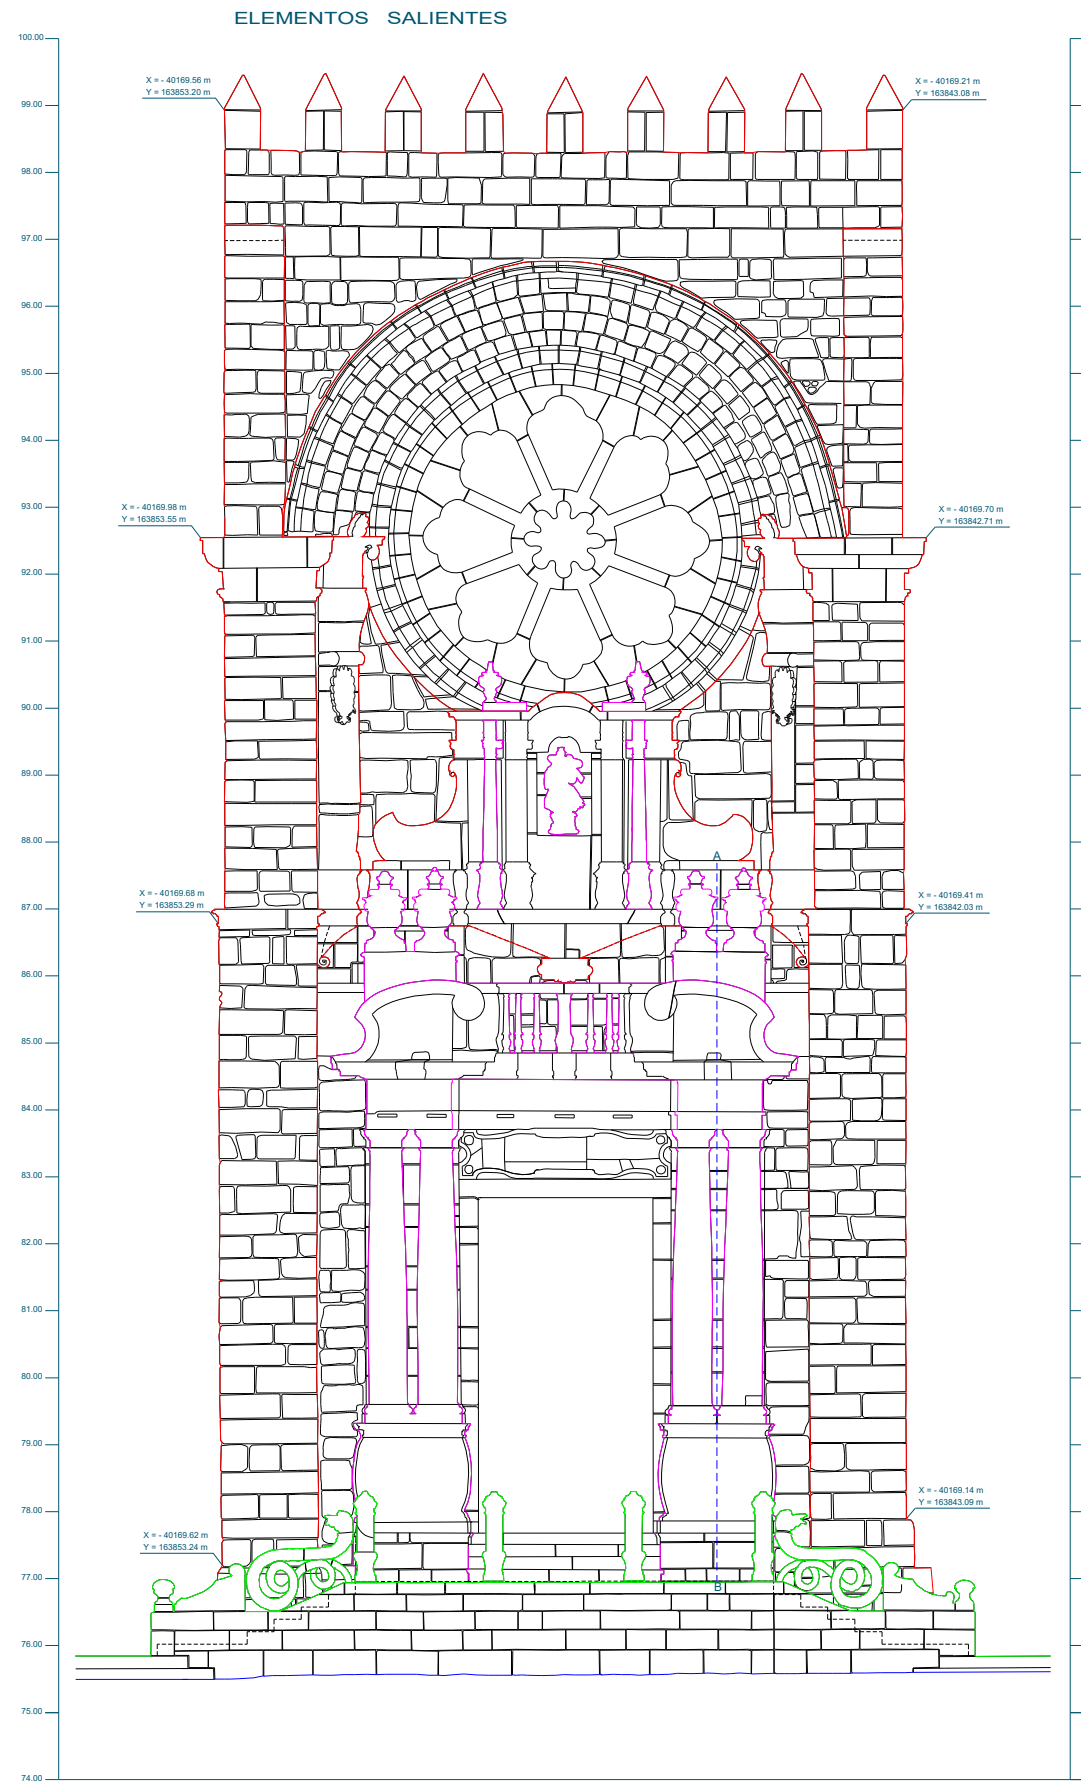 ELEMENTOS SALIENTES
100.00
X = - 40169.56 m
Y = 163853.20 m
X = - 40169.21 m
Y = 163843.08 m
99.00
98.00
97.00
96.00
95.00
94.00
93.00
X = - 40169.98 m
Y = 163853.55 m
X = - 40169.70 m
Y = 163842.71 m
92.00
91.00
90.00
89.00
88.00
A
87.00
X = - 40169.68 m
Y = 163853.29 m
X = - 40169.41 m
Y = 163842.03 m
86.00
85.00
84.00
83.00
82.00
81.00
80.00
79.00
78.00
X = - 40169.14 m
Y = 163843.09 m
X = - 40169.62 m
Y = 163853.24 m
77.00
B
76.00
75.00
74.00